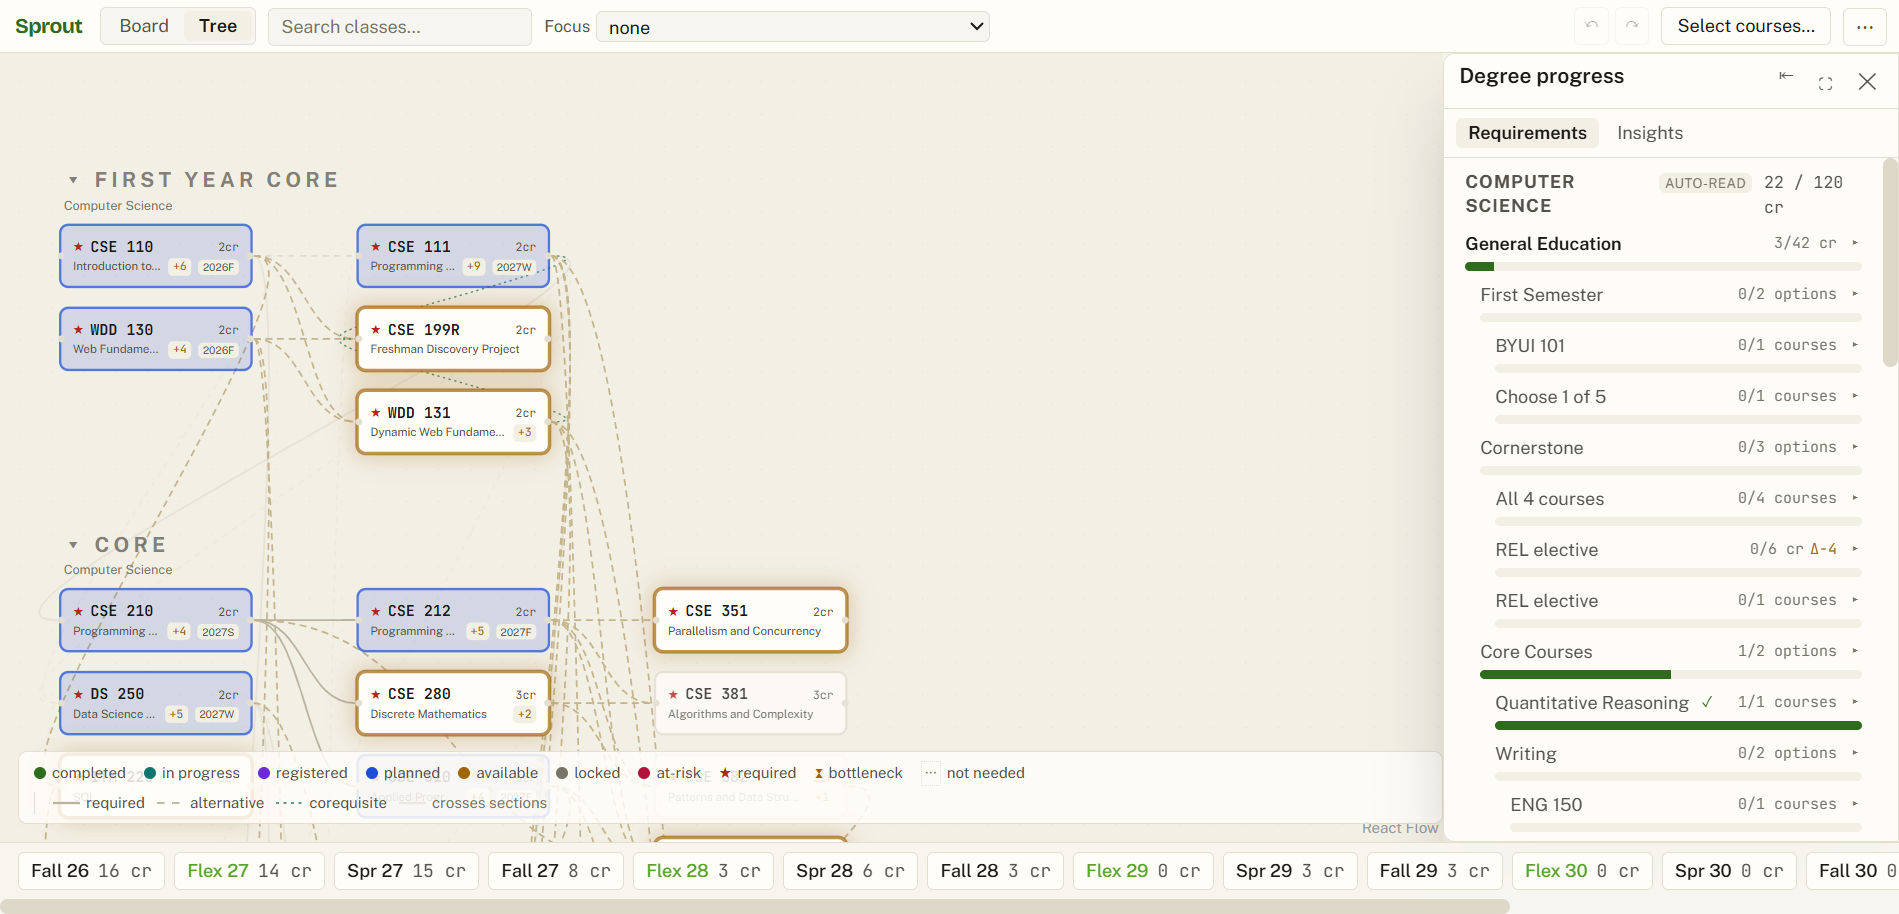 Sprout Board Tree Search classes... Focus none Select courses... ...
FIRST YEAR CORE
Computer Science
★ CSE 110 2cr
Introduction to... +6 2026F
★ CSE 111 2cr
Programming ... +9 2027W
★ WDD 130 2cr
Web Fundame... +4 2026F
★ CSE 199R 2cr
Freshman Discovery Project
★ WDD 131 2cr
Dynamic Web Fundame... +3
CORE
Computer Science
★ CSE 210 2cr
Programming ... +4 2027S
★ CSE 212 2cr
Programming ... +5 2027F
★ CSE 351 2cr
Parallelism and Concurrency
★ DS 250 2cr
Data Science ... +5 2027W
★ CSE 280 3cr
Discrete Mathematics +2
★ CSE 381 3cr
Algorithms and Complexity
Applied Progr...
Patterns and Data Stru... +1
completed in progress registered planned available locked at-risk ★ required bottleneck ... not needed
required alternative corequisite crosses sections
React Flow
Degree progress
Requirements Insights
COMPUTER SCIENCE AUTO-READ 22 / 120 cr
General Education 3/42 cr
First Semester 0/2 options
BYUI 101 0/1 courses
Choose 1 of 5 0/1 courses
Cornerstone 0/3 options
All 4 courses 0/4 courses
REL elective 0/6 cr Δ-4
REL elective 0/1 courses
Core Courses 1/2 options
Quantitative Reasoning ✓ 1/1 courses
Writing 0/2 options
ENG 150 0/1 courses
Fall 26 16 cr Flex 27 14 cr Spr 27 15 cr Fall 27 8 cr Flex 28 3 cr Spr 28 6 cr Fall 28 3 cr Flex 29 0 cr Spr 29 3 cr Fall 29 3 cr Flex 30 0 cr Spr 30 0 cr Fall 30 0